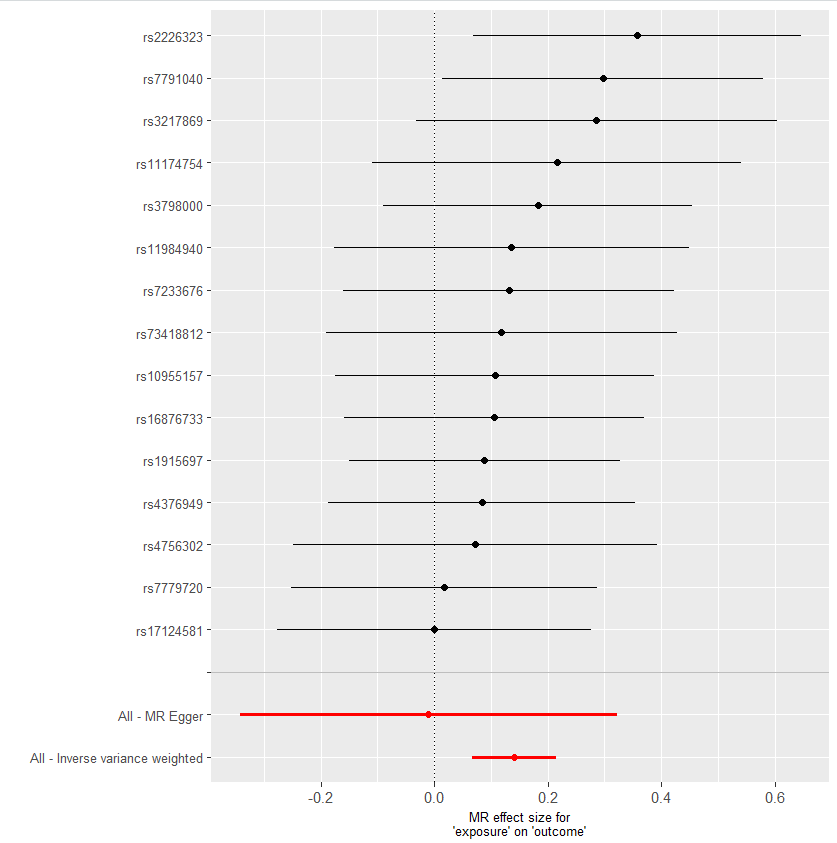 rs2226323
rs7791040
rs3217869
rs11174754
rs3798000
rs11984940
rs7233676
rs73418812
rs10955157
rs16876733
rs1915697
rs4376949
rs4756302
rs7779720
rs17124581
All - MR Egger
All - Inverse variance weighted
-0.2 0.0 0.2 0.4 0.6
MR effect size for
'exposure' on 'outcome'